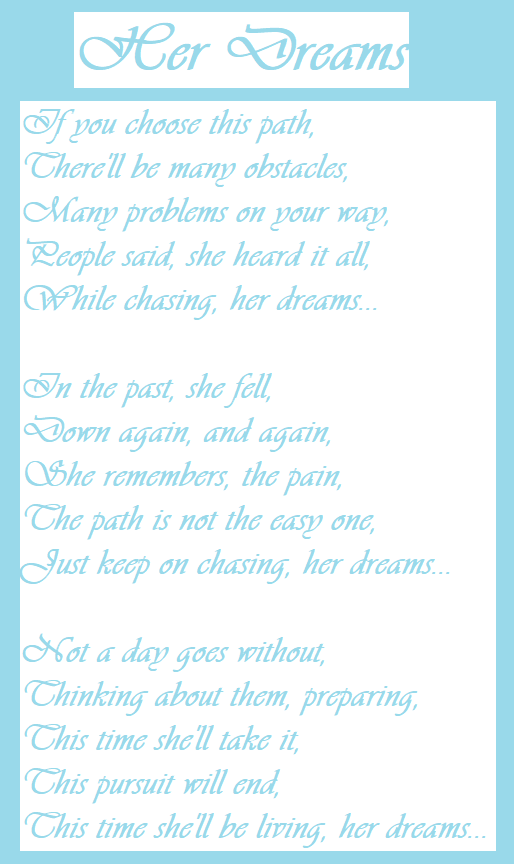 Her Dreams
If you choose this path,
There'll be many obstacles,
Many problems on your way,
People said, she heard it all,
While chasing, her dreams...
In the past, she fell,
Down again, and again,
She remembers, the pain,
The path is not the easy one,
Just keep on chasing, her dreams...
Not a day goes without,
Thinking about them, preparing,
This time she'll take it,
This pursuit will end,
This time she'll be living, her dreams...